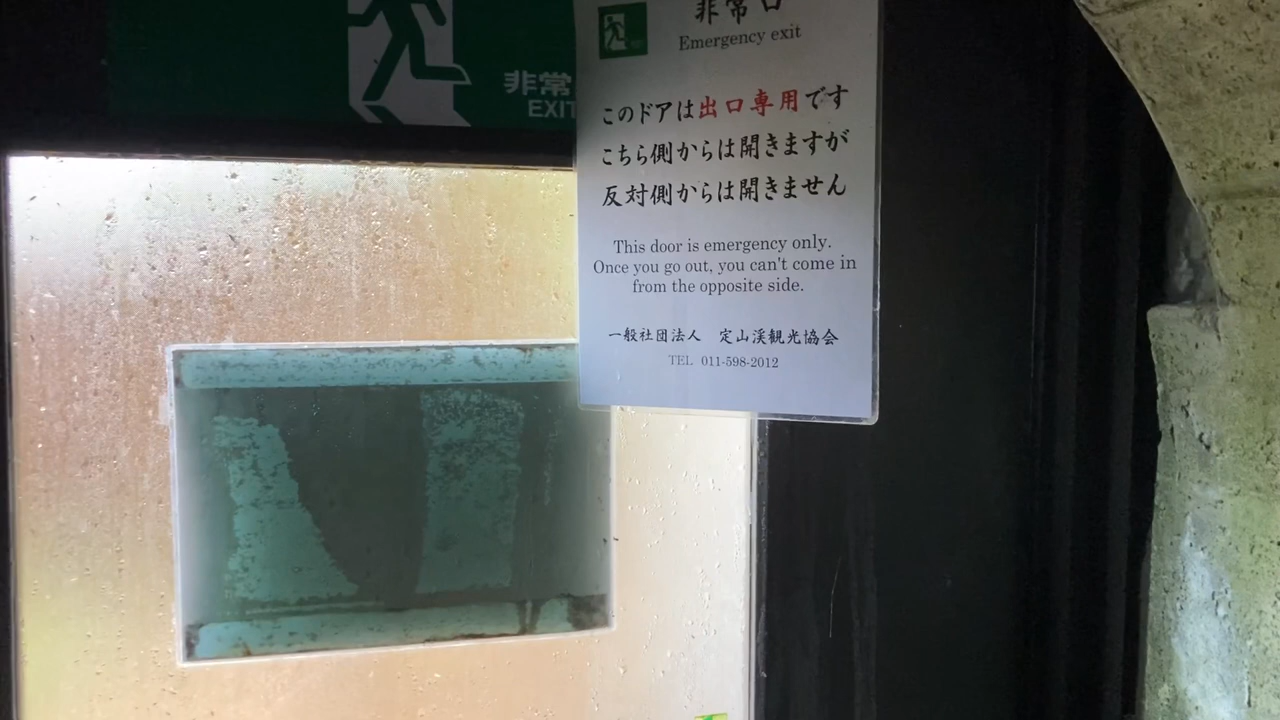 非常
EXIT
非常口
Emergency exit
このドアは出口専用です
こちら側からは開きますが
反対側からは開きません
This door is emergency only.
Once you go out, you can't come in
from the opposite side.
一般社団法人　定山渓観光協会
TEL 011-598-2012